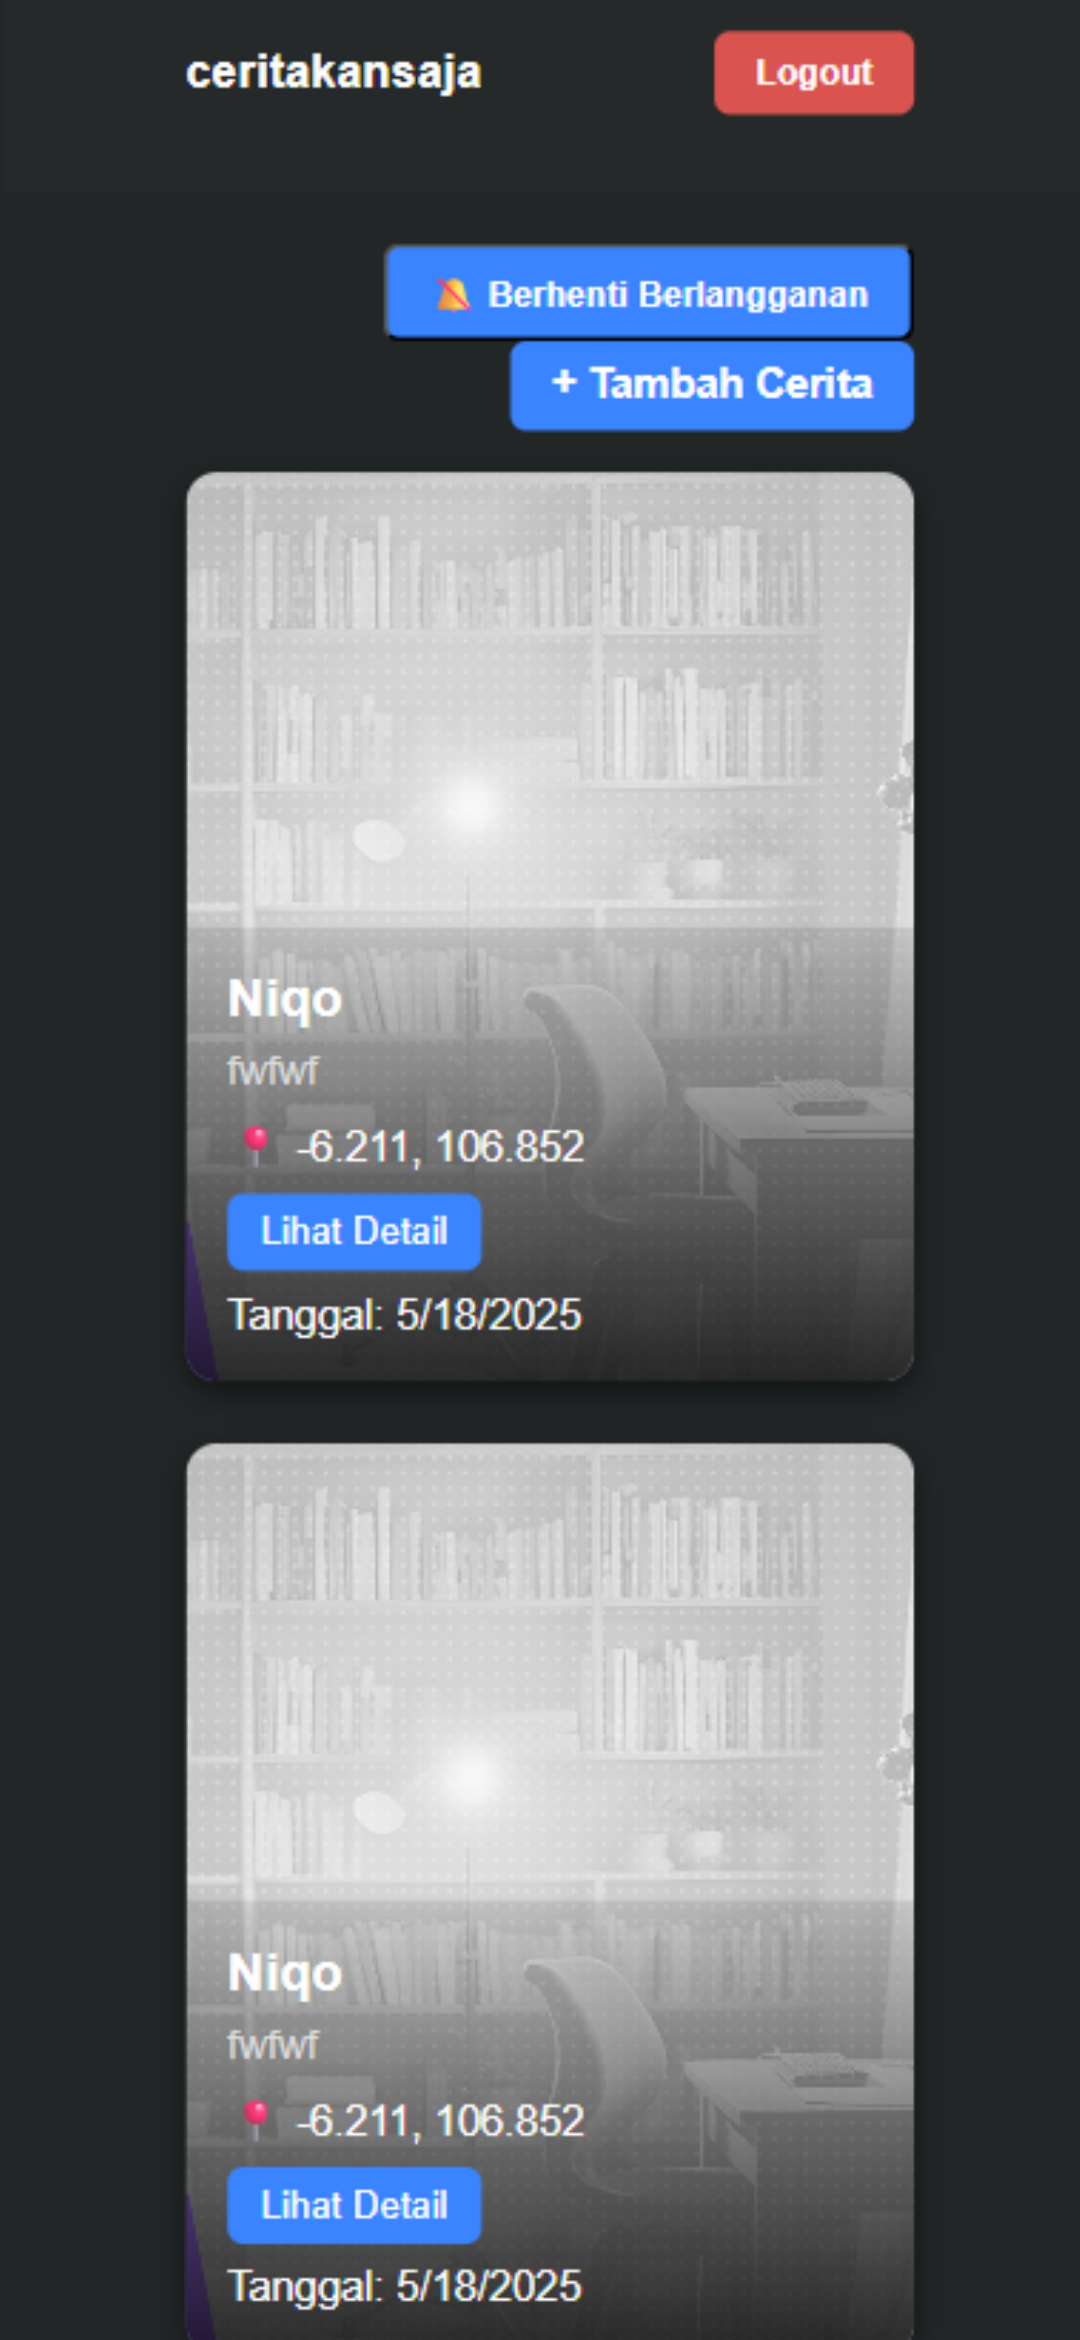 ceritakansaja
Logout
🔕 Berhenti Berlangganan
+ Tambah Cerita
Niqo
fwfwf
📍 -6.211, 106.852
Lihat Detail
Tanggal: 5/18/2025
Niqo
fwfwf
📍 -6.211, 106.852
Lihat Detail
Tanggal: 5/18/2025